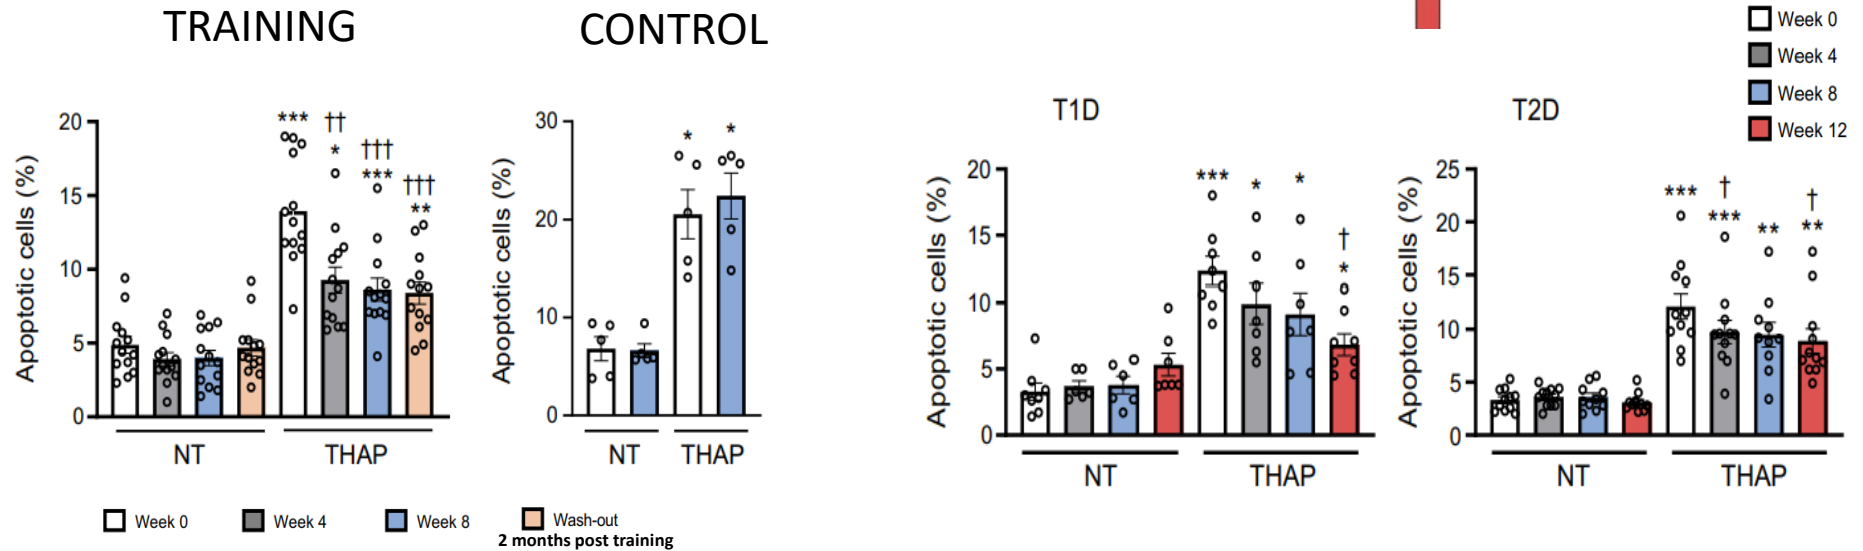 TRAINING
CONTROL
Apoptotic cells (%)
20
15
10
5
0
***
††
*
†††
***
†††
**
NT
THAP
Apoptotic cells (%)
30
20
10
0
*
*
NT
THAP
Week 0
Week 4
Week 8
Wash-out
2 months post training
Week 0
Week 4
Week 8
Week 12
T1D
Apoptotic cells (%)
20
15
10
5
0
***
*
*
†
*
NT
THAP
T2D
Apoptotic cells (%)
25
20
15
10
5
0
***
†
***
**
†
**
NT
THAP